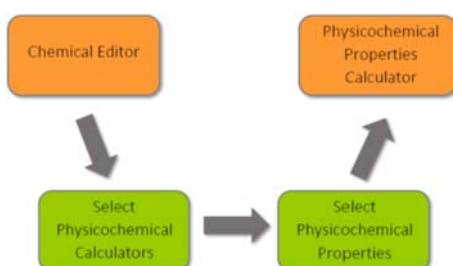 Chemical Editor
Physicochemical
Properties
Calculator
Select
Physicochemical
Calculators
Select
Physicochemical
Properties